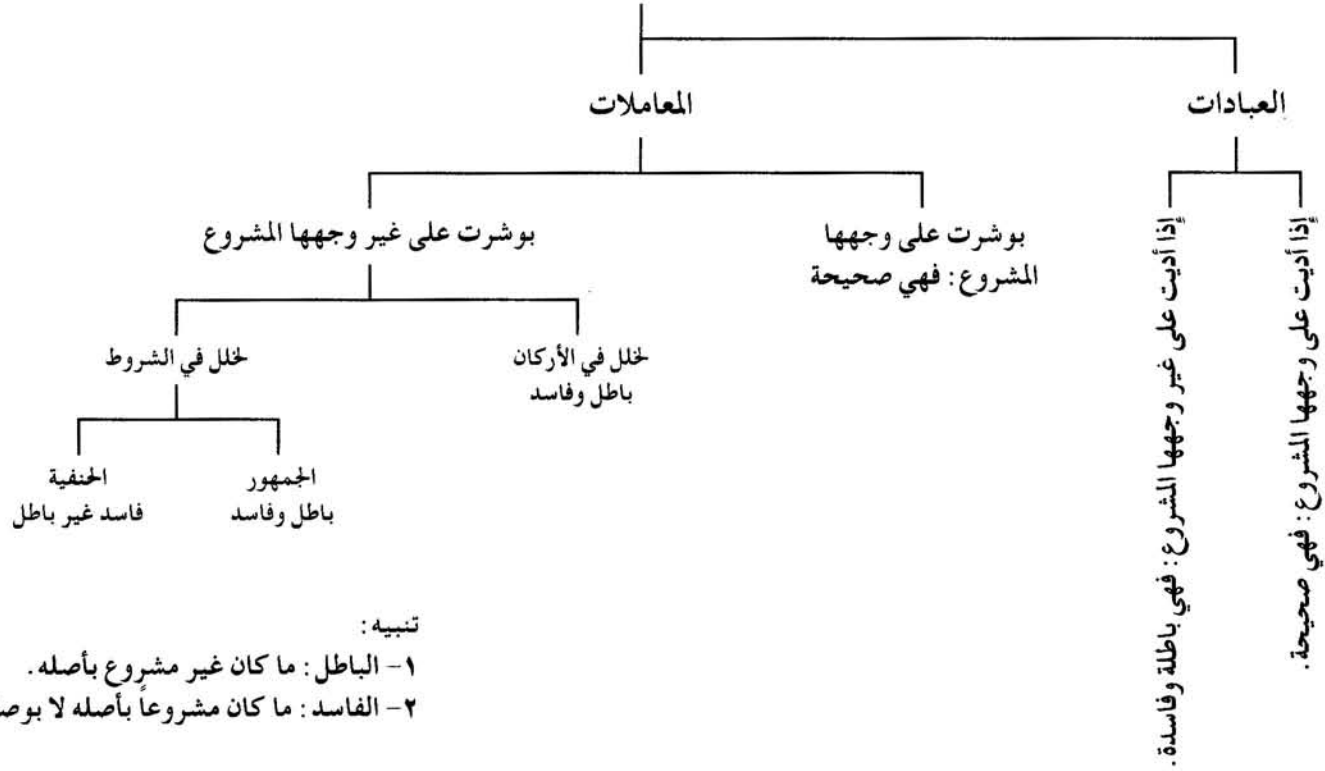 العبادات
المعاملات
إذا أديت على وجهها المشروع: فهي صحيحة.
إذا أديت على غير وجهها المشروع: فهي باطلة وفاسدة.
بوشرت على وجهها
المشروع: فهي صحيحة
بوشرت على غير وجهها المشروع
لخلل في الأركان
باطل وفاسد
لخلل في الشروط
الجمهور
باطل وفاسد
الحنفية
فاسد غير باطل
تنبيه:
١- الباطل: ما كان غير مشروع بأصله.
٢- الفاسد: ما كان مشروعاً بأصله لا